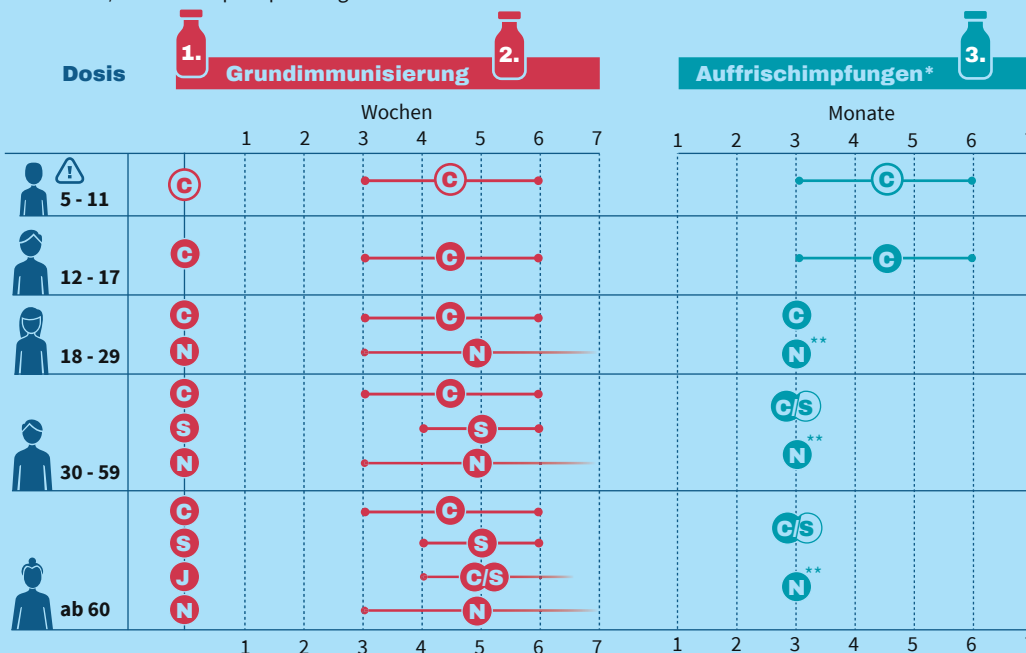 1.
2.
3.
Dosis
Grundimmunisierung
Auffrischimpfungen*
Wochen
Monate
1 2 3 4 5 6 7
1 2 3 4 5 6
5 - 11
C C C
12 - 17
C C C
18 - 29
C C C
N N N**
30 - 59
C C C/S
S S
N N N**
ab 60
C C C/S
S S
J C/S N**
N N
1 2 3 4 5 6 7
1 2 3 4 5 6